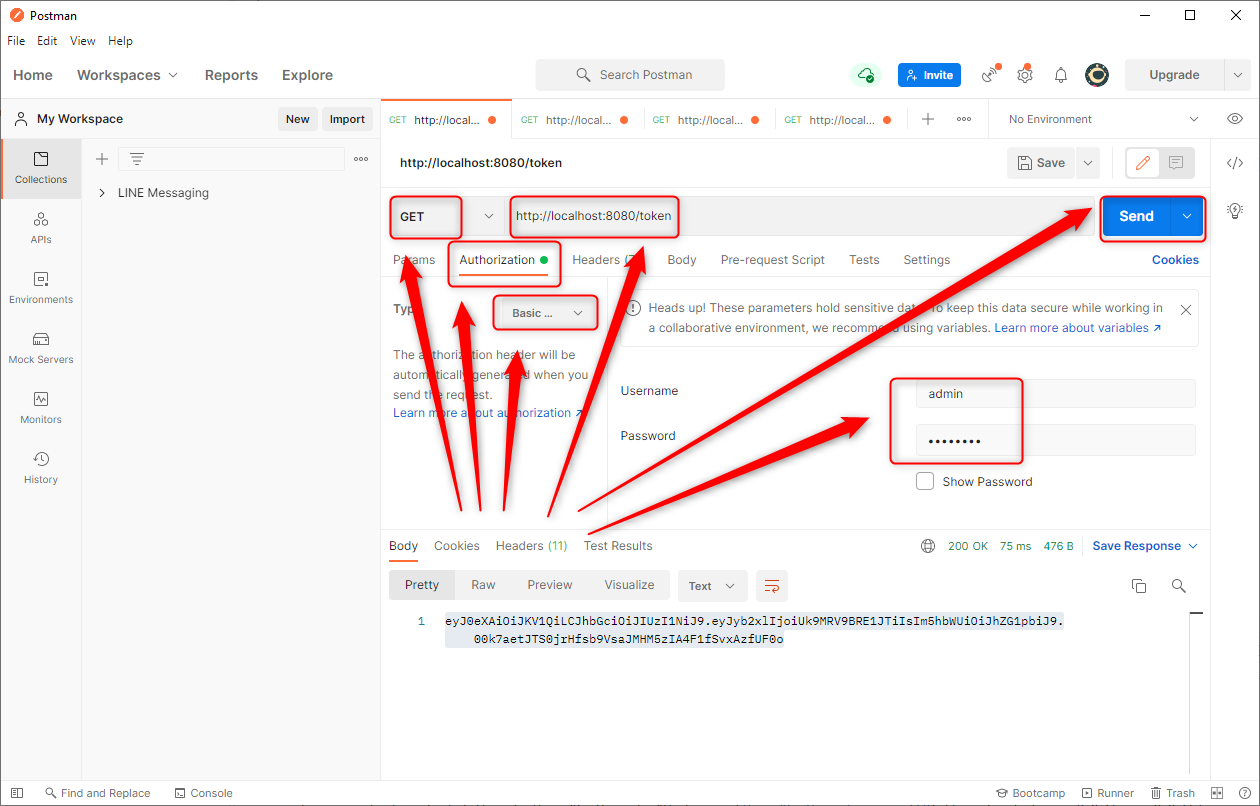 Postman
File Edit View Help
Home Workspaces Reports Explore Search Postman Invite Upgrade
My Workspace New Import GET http://local... GET http://local... GET http://local... GET http://local... No Environment
Collections
APIs
Environments
Mock Servers
Monitors
History
LINE Messaging
http://localhost:8080/token Save
GET http://localhost:8080/token Send
Params Authorization Headers Body Pre-request Script Tests Settings Cookies
Basic ...
The authorization header will be
automatically generated when you
send the request.
Learn more about authorization
Heads up! These parameters hold sensitive data. To keep this data secure while working in
a collaborative environment, we recommend using variables. Learn more about variables
Username admin
Password ••••••••
Show Password
Body Cookies Headers (11) Test Results 200 OK 75 ms 476 B Save Response
Pretty Raw Preview Visualize Text
1 eyJ0eXAiOiJKV1QiLCJhbGciOiJIUzI1NiJ9.eyJyb2xlIjoiUk9MRV9BRE1JTiIsIm5hbWUiOiJhZG1pbiJ9.
00k7aetJTS0jrHfsb9VsaJMHM5zIA4F1fSvxAzfUF0o
Find and Replace Console Bootcamp Runner Trash